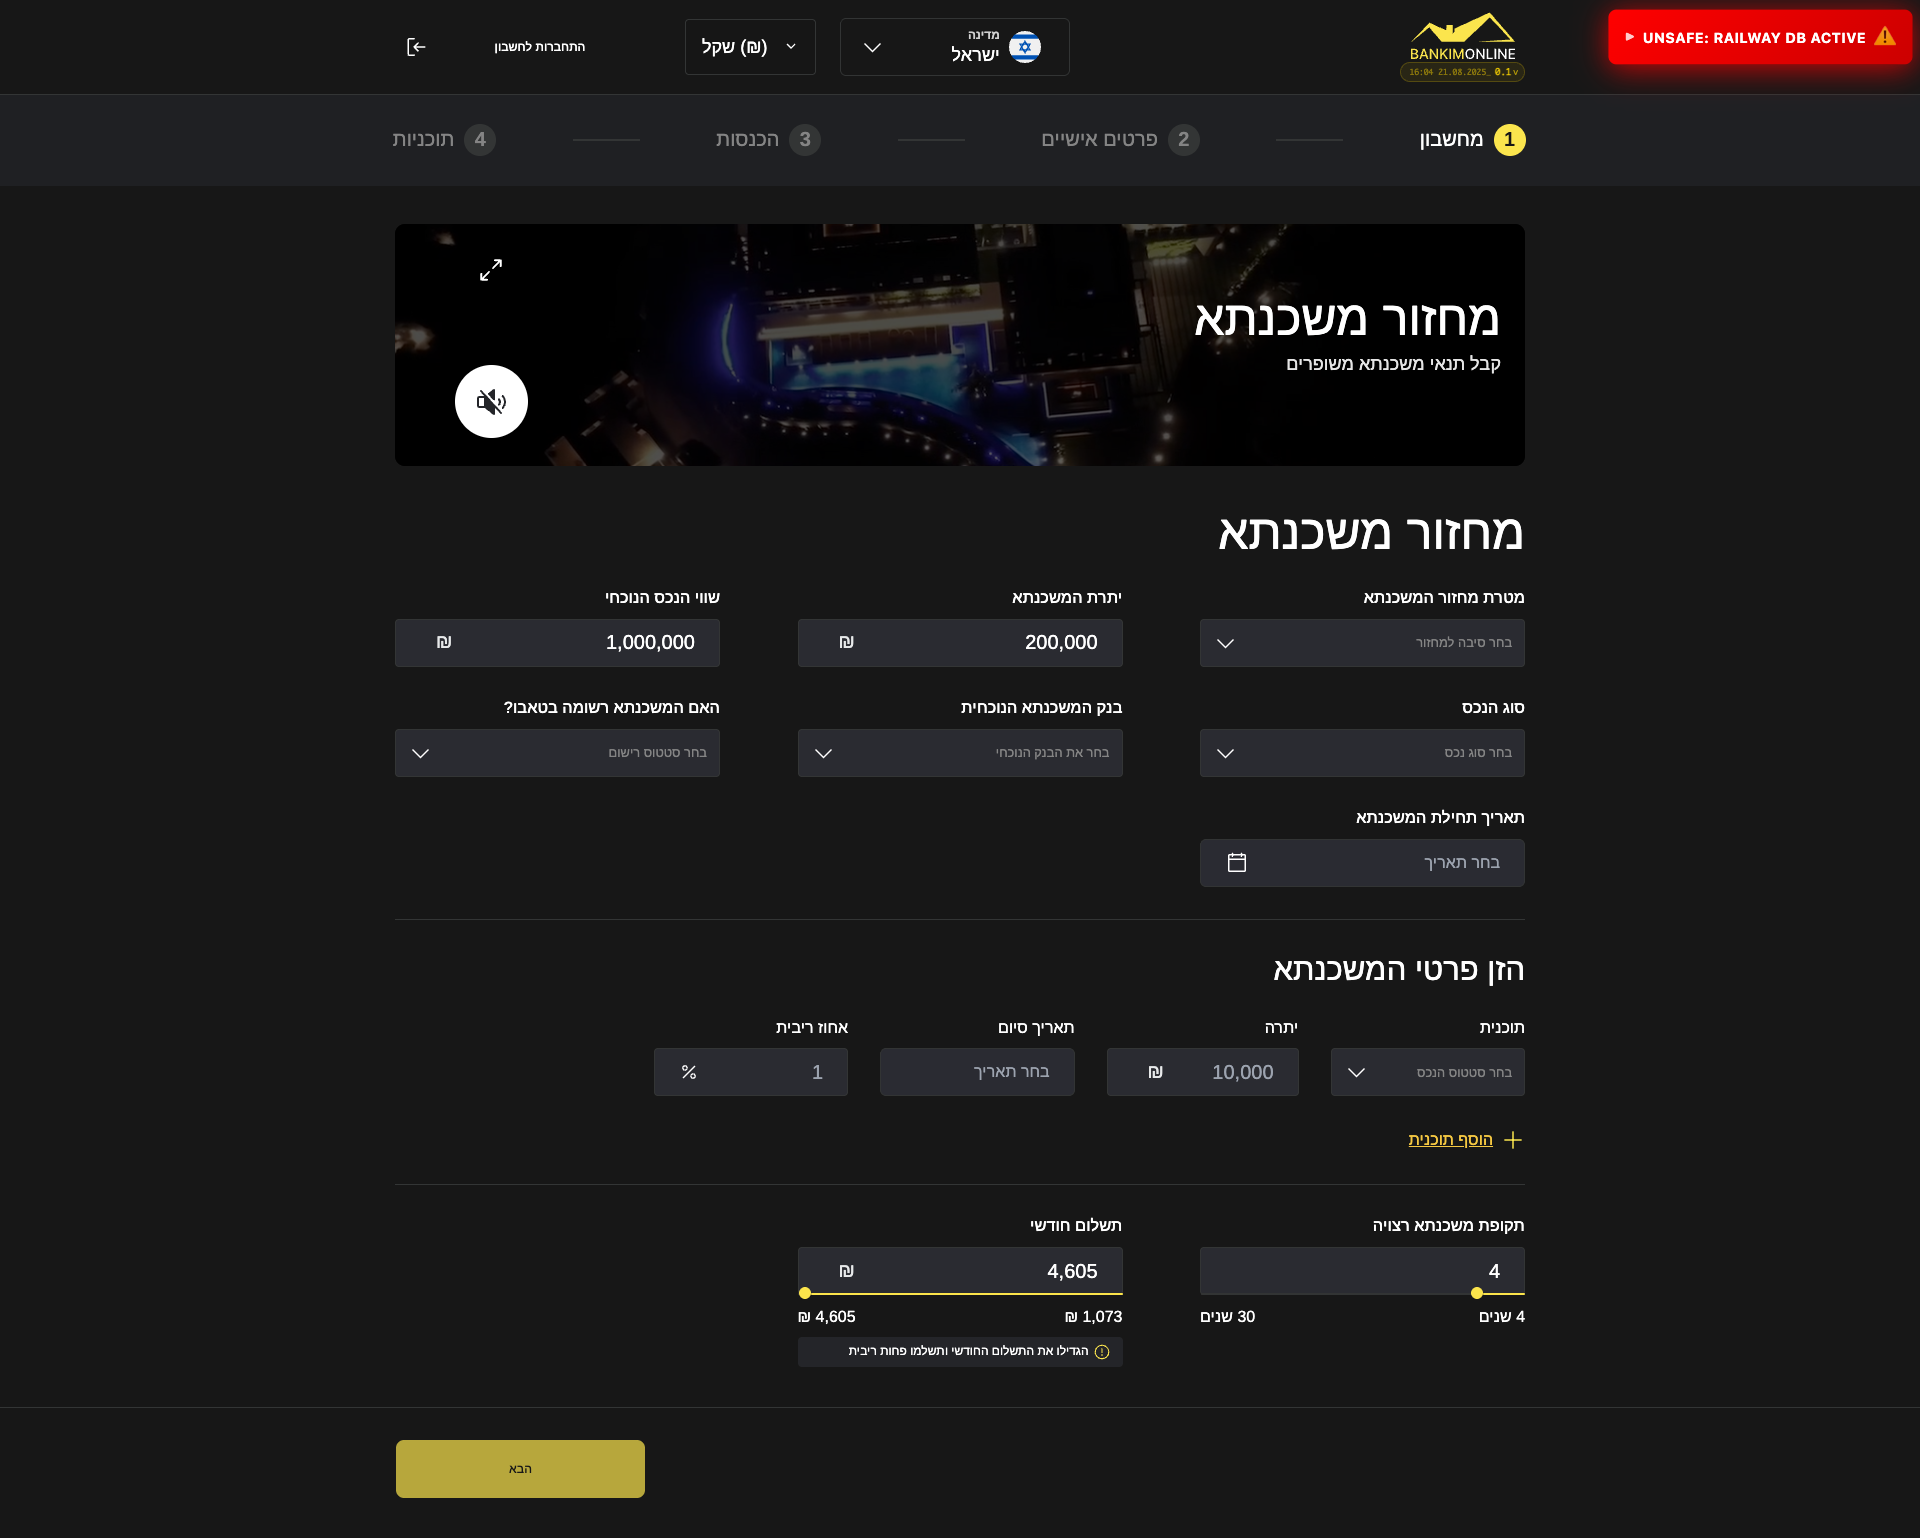 UNSAFE: RAILWAY DB ACTIVE
BANKIMONLINE
v 0.1 _21.08.2025 16:04
מדינה
ישראל
שקל (₪)
התחברות לחשבון
1 מחשבון
2 פרטים אישיים
3 הכנסות
4 תוכניות
מחזור משכנתא
קבל תנאי משכנתא משופרים
מחזור משכנתא
מטרת מחזור המשכנתא
בחר סיבה למחזור
יתרת המשכנתא
200,000 ₪
שווי הנכס הנוכחי
1,000,000 ₪
סוג הנכס
בחר סוג נכס
בנק המשכנתא הנוכחית
בחר את הבנק הנוכחי
האם המשכנתא רשומה בטאבו?
בחר סטטוס רישום
תאריך תחילת המשכנתא
בחר תאריך
הזן פרטי המשכנתא
תוכנית
בחר סטטוס הנכס
יתרה
10,000 ₪
תאריך סיום
בחר תאריך
אחוז ריבית
1 %
הוסף תוכנית
תקופת משכנתא רצויה
4
4 שנים
30 שנים
תשלום חודשי
4,605 ₪
1,073 ₪
4,605 ₪
הגדילו את התשלום החודשי ותשלמו פחות ריבית
הבא